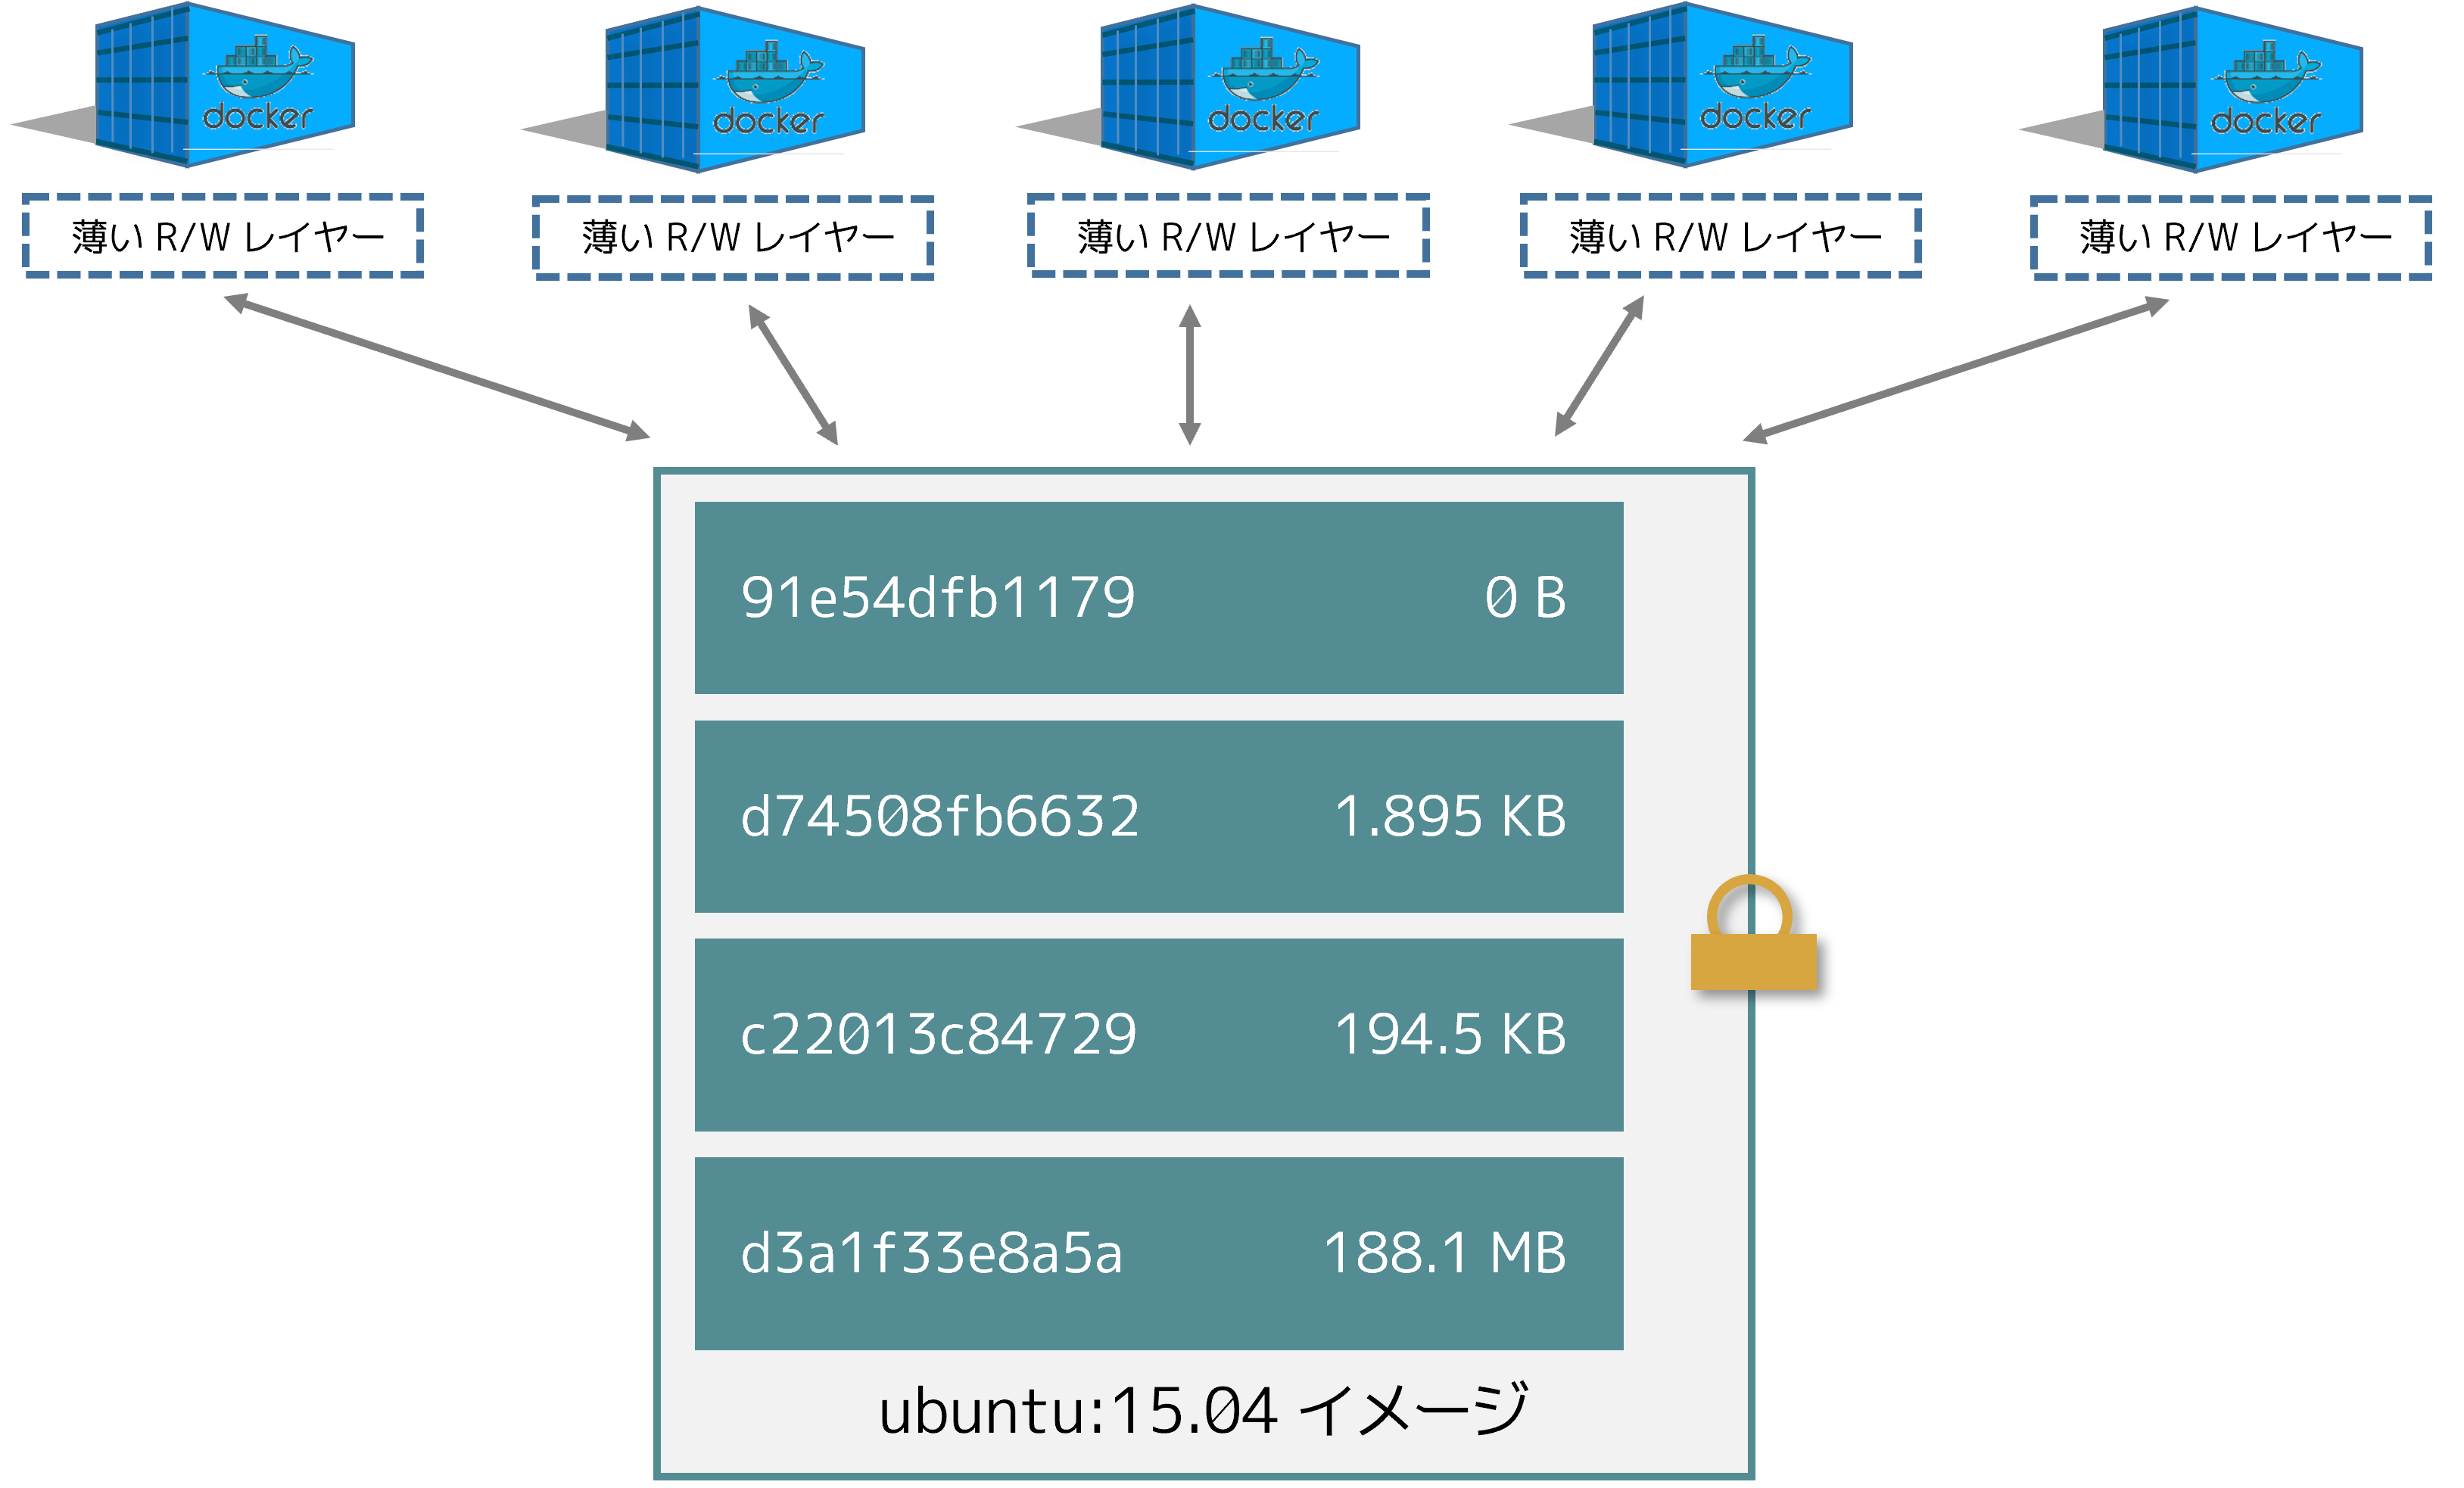 docker
docker
docker
docker
docker
薄い R/W レイヤー
薄い R/W レイヤー
薄い R/W レイヤー
薄い R/W レイヤー
薄い R/W レイヤー
91e54dfb1179 0 B
d74508fb6632 1.895 KB
c22013c84729 194.5 KB
d3a1f33e8a5a 188.1 MB
ubuntu:15.04 イメージ